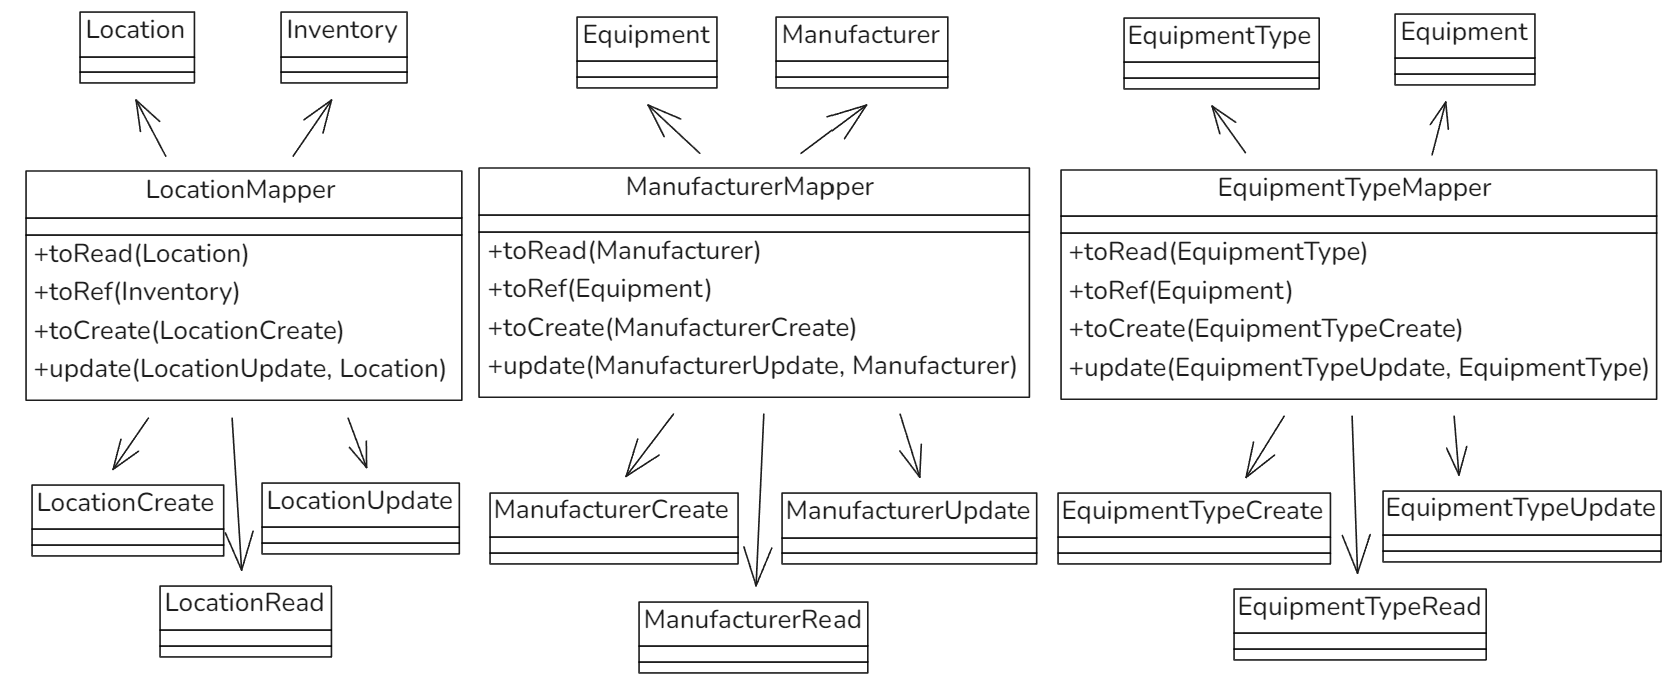 Location
Inventory
LocationMapper
+toRead(Location)
+toRef(Inventory)
+toCreate(LocationCreate)
+update(LocationUpdate, Location)
LocationCreate
LocationUpdate
LocationRead
Equipment
Manufacturer
ManufacturerMapper
+toRead(Manufacturer)
+toRef(Equipment)
+toCreate(ManufacturerCreate)
+update(ManufacturerUpdate, Manufacturer)
ManufacturerCreate
ManufacturerUpdate
ManufacturerRead
EquipmentType
Equipment
EquipmentTypeMapper
+toRead(EquipmentType)
+toRef(Equipment)
+toCreate(EquipmentTypeCreate)
+update(EquipmentTypeUpdate, EquipmentType)
EquipmentTypeCreate
EquipmentTypeUpdate
EquipmentTypeRead